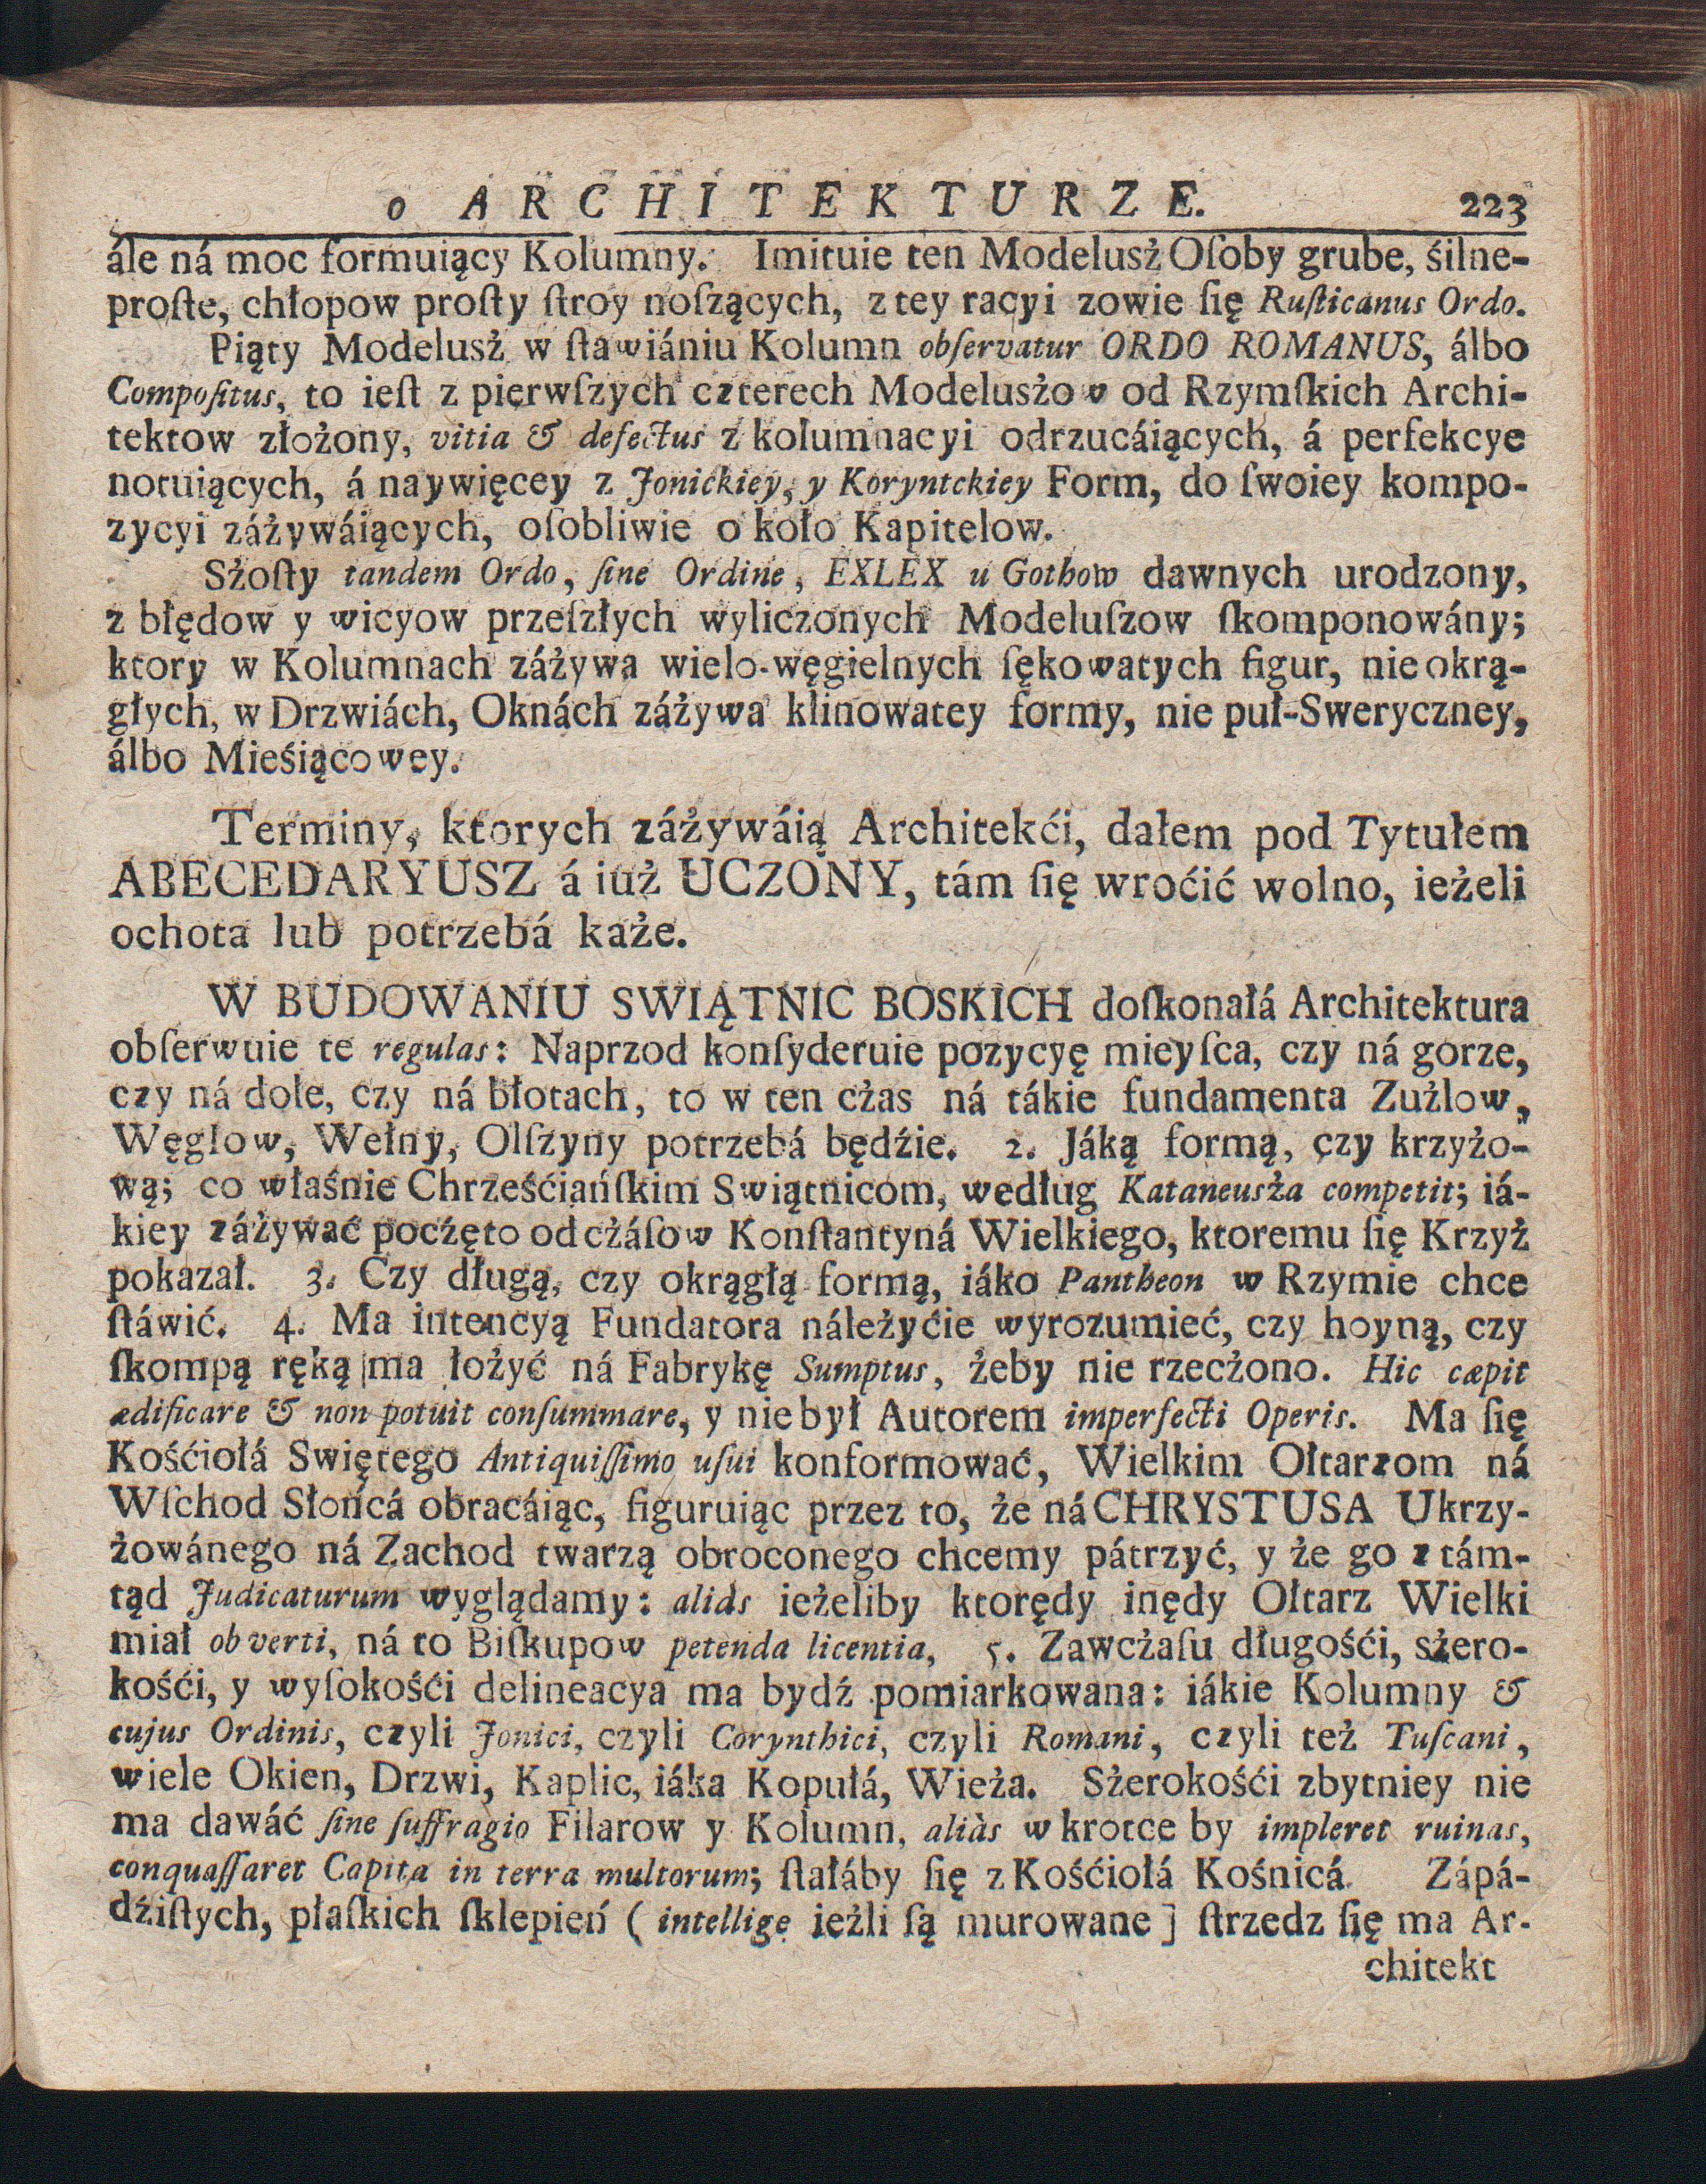 o ARCHITEKTURZE. 223
ále ná moc formuiący Kolumny. Imituie ten Modelusż Oſoby grube, śilne-
proſte, chłopow proſty ſtroy noſzących, z tey racyi zowie ſię Ruſticanus Ordo.
Piąty Modelusż w ſtawiániu Kolumn obſervatur ORDO ROMANUS, álbo
Compoſitus, to ieſt z pierwſzych czterech Modelusżow od Rzymſkich Archi-
tektow złożony, vitia & defectus z kolumnacyi odrzucáiących, á perfekcye
notuiących, á naywięcey z Jonickiey, y Koryntckiey Form, do ſwoiey kompo-
zycyi záżywáiących, oſobliwie o koło Kapitelow.
Sżoſty tandem Ordo, ſine Ordine, EXLEX u Gothow dawnych urodzony,
z błędow y wicyow przeſzłych wyliczonych Modeluſzow ſkomponowány;
ktory w Kolumnach záżywa wielo-węgielnych ſękowatych figur, nie okrą-
głych, w Drzwiách, Oknách záżywa klinowatey formy, nie puł-Sweryczney,
álbo Mieśiącowey.
Terminy, ktorych záżywáią Architekći, dałem pod Tytułem
ABECEDARYUSZ á iuż UCZONY, tám ſię wroćić wolno, ieżeli
ochota lub potrzebá każe.
W BUDOWANIU SWIĄTNIC BOSKICH doſkonałá Architektura
obſerwuie te regulas: Naprzod konſyderuie pozycyę mieyſca, czy ná gorze,
czy ná dole, czy ná błotach, to w ten cżas ná tákie fundamenta Zużlow,
Węglow, Wełny, Olſzyny potrzebá będźie. 2. Jáką formą, czy krzyżo-
wą; co właśnie Chrześćiańſkim Swiątnicom, według Kataneusża competit; iá-
kiey záżywać pocżęto od cżáſow Konſtantyná Wielkiego, ktoremu ſię Krzyż
pokazał. 3. Czy długą, czy okrągłą formą, iáko Pantheon w Rzymie chce
ſtáwić. 4. Ma intencyą Fundatora náleżyćie wyrozumieć, czy hoyną, czy
ſkompą ręką ma łożyć ná Fabrykę Sumptus, żeby nie rzecżono. Hic cæpit
ædificare & non potuit conſummare, y nie był Autorem imperfecti Operis. Ma ſię
Kośćiołá Swiętego Antiquiſſimo uſui konformować, Wielkim Ołtarzom ná
Wſchod Słońcá obracáiąc, figuruiąc przez to, że ná CHRYSTUSA Ukrzy-
żowánego ná Zachod twarzą obroconego chcemy pátrzyć, y że go z tám-
tąd Judicaturum wyglądamy: aliàs ieżeliby ktorędy inędy Ołtarz Wielki
miał obverti, ná to Biſkupow petenda licentia, 5. Zawcżaſu długośći, sżero-
kośći, y wyſokośći delineacya ma bydź pomiarkowana: iákie Kolumny &
cujus Ordinis, czyli Jonici, czyli Corynthici, czyli Romani, czyli też Tuſcani,
wiele Okien, Drzwi, Kaplic, iáka Kopułá, Wieża. Sżerokośći zbytniey nie
ma dawáć ſine ſuffragio Filarow y Kolumn, aliàs w krotce by impleret ruinas,
conquaſſaret Capita in terra multorum; ſtałáby ſię z Kośćiołá Kośnicá. Zápá-
dźiſtych, płaſkich ſklepień ( intellige ieżli ſą murowane ] ſtrzedz ſię ma Ar-
chitekt